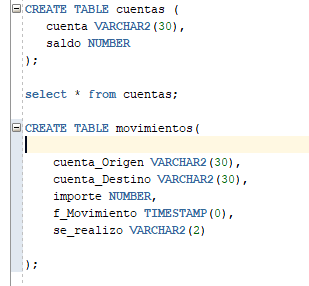 CREATE TABLE cuentas (
cuenta VARCHAR2(30),
saldo NUMBER
);
select * from cuentas;
CREATE TABLE movimientos(
cuenta_Origen VARCHAR2(30),
cuenta_Destino VARCHAR2(30),
importe NUMBER,
f_Movimiento TIMESTAMP(0),
se_realizo VARCHAR2(2)
);